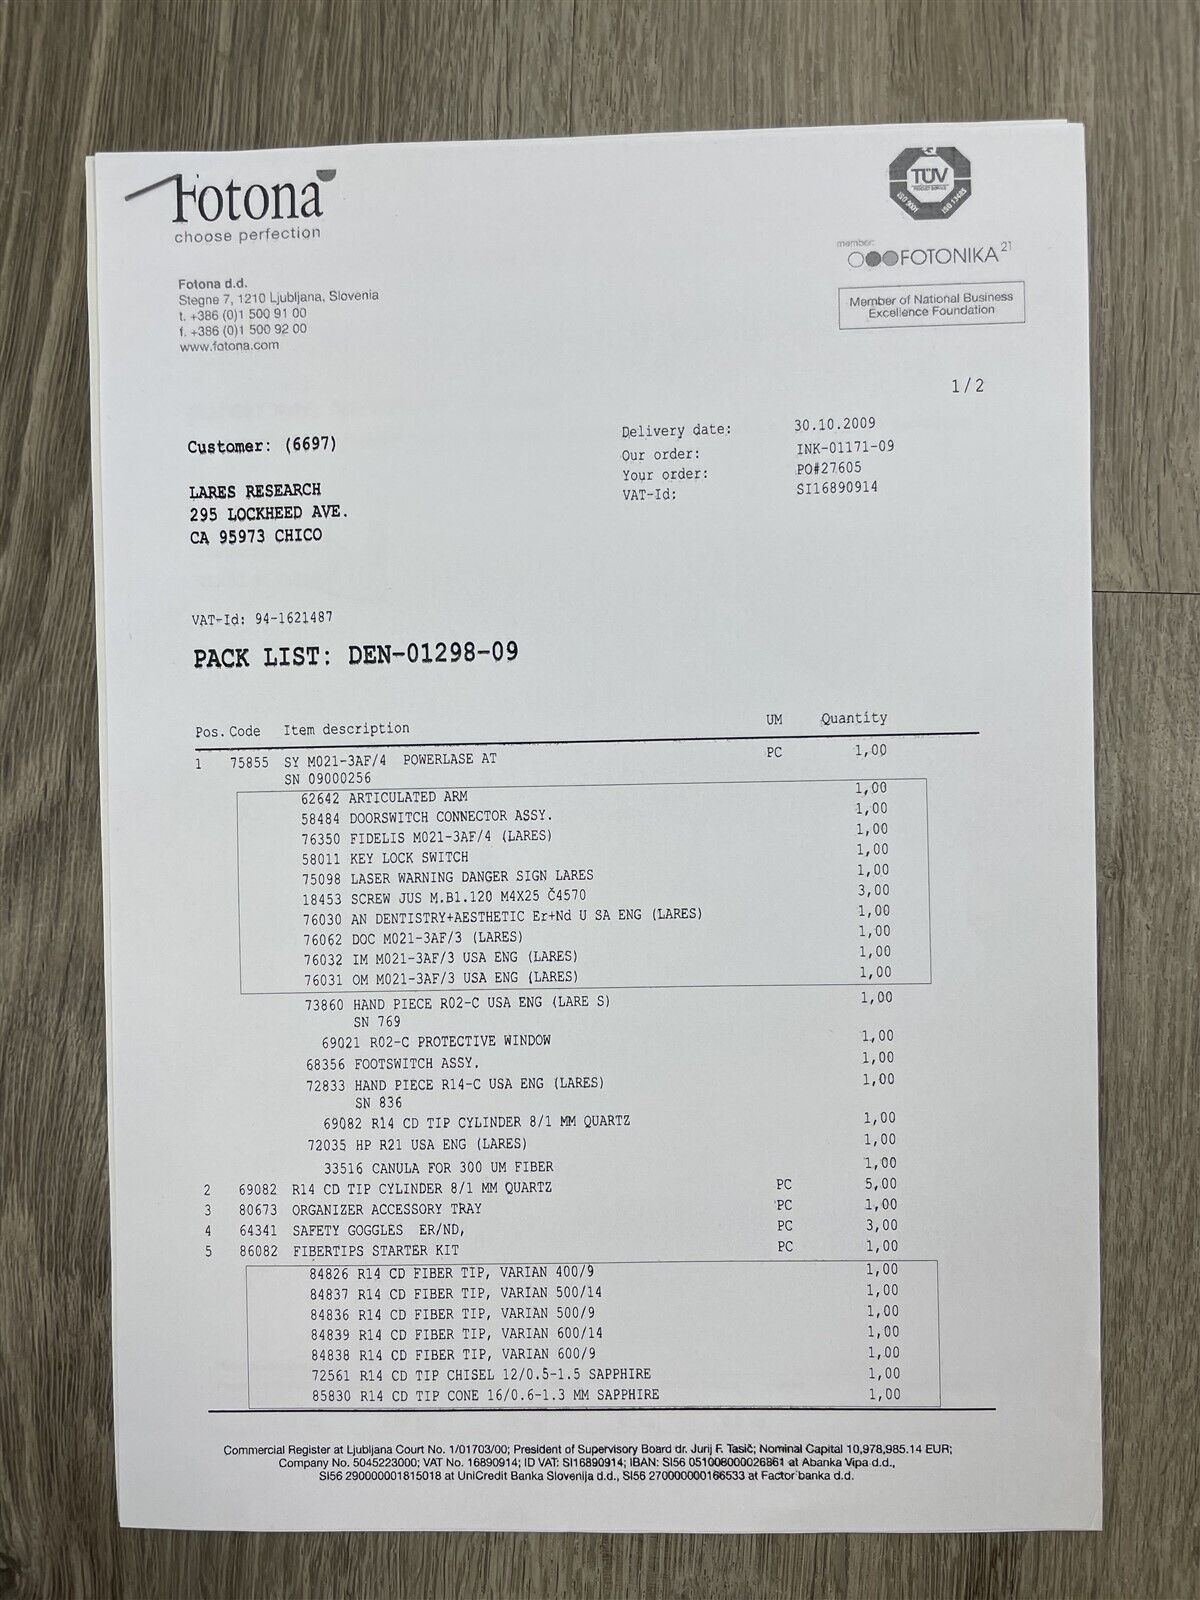 Fotona
choose perfection
TÜV
PRODUCT SERVICE
ISO 9001
ISO 13485
member:
FOTONIKA21
Member of National Business
Excellence Foundation
Fotona d.d.
Stegne 7, 1210 Ljubljana, Slovenia
t. +386 (0)1 500 91 00
f. +386 (0)1 500 92 00
www.fotona.com
1/2
Customer: (6697)
LARES RESEARCH
295 LOCKHEED AVE.
CA 95973 CHICO
Delivery date: 30.10.2009
Our order: INK-01171-09
Your order: PO#27605
VAT-Id: SI16890914
VAT-Id: 94-1621487
PACK LIST: DEN-01298-09
Pos. Code Item description UM Quantity
1 75855 SY M021-3AF/4 POWERLASE AT PC 1,00
SN 09000256
62642 ARTICULATED ARM 1,00
58484 DOORSWITCH CONNECTOR ASSY. 1,00
76350 FIDELIS M021-3AF/4 (LARES) 1,00
58011 KEY LOCK SWITCH 1,00
75098 LASER WARNING DANGER SIGN LARES 1,00
18453 SCREW JUS M.B1.120 M4X25 Č4570 3,00
76030 AN DENTISTRY+AESTHETIC Er+Nd U SA ENG (LARES) 1,00
76062 DOC M021-3AF/3 (LARES) 1,00
76032 IM M021-3AF/3 USA ENG (LARES) 1,00
76031 OM M021-3AF/3 USA ENG (LARES) 1,00
73860 HAND PIECE R02-C USA ENG (LARE S) 1,00
SN 769
69021 R02-C PROTECTIVE WINDOW 1,00
68356 FOOTSWITCH ASSY. 1,00
72833 HAND PIECE R14-C USA ENG (LARES) 1,00
SN 836
69082 R14 CD TIP CYLINDER 8/1 MM QUARTZ 1,00
72035 HP R21 USA ENG (LARES) 1,00
33516 CANULA FOR 300 UM FIBER 1,00
2 69082 R14 CD TIP CYLINDER 8/1 MM QUARTZ PC 5,00
3 80673 ORGANIZER ACCESSORY TRAY PC 1,00
4 64341 SAFETY GOGGLES ER/ND, PC 3,00
5 86082 FIBERTIPS STARTER KIT PC 1,00
84826 R14 CD FIBER TIP, VARIAN 400/9 1,00
84837 R14 CD FIBER TIP, VARIAN 500/14 1,00
84836 R14 CD FIBER TIP, VARIAN 500/9 1,00
84839 R14 CD FIBER TIP, VARIAN 600/14 1,00
84838 R14 CD FIBER TIP, VARIAN 600/9 1,00
72561 R14 CD TIP CHISEL 12/0.5-1.5 SAPPHIRE 1,00
85830 R14 CD TIP CONE 16/0.6-1.3 MM SAPPHIRE 1,00
Commercial Register at Ljubljana Court No. 1/01703/00; President of Supervisory Board dr. Jurij F. Tasič; Nominal Capital 10,978,985.14 EUR;
Company No. 5045223000; VAT No. 16890914; ID VAT: SI16890914; IBAN: SI56 051008000026861 at Abanka Vipa d.d.,
SI56 290000001815018 at UniCredit Banka Slovenija d.d., SI56 270000000166533 at Factor banka d.d.